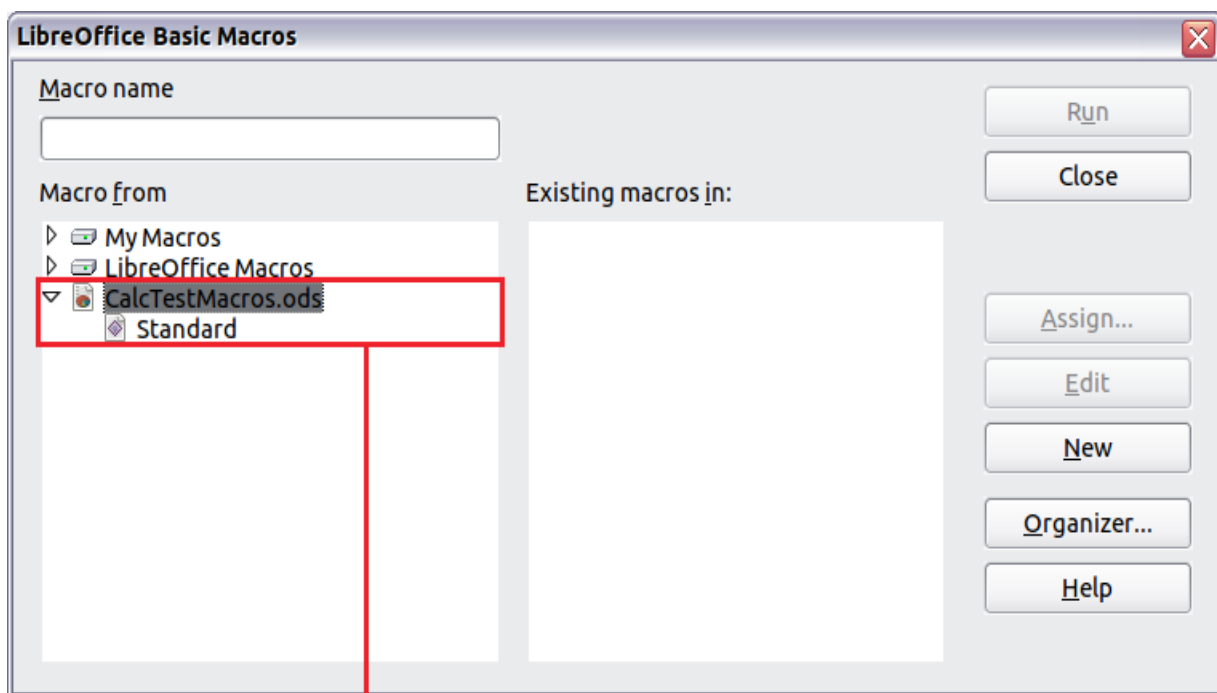 LibreOffice Basic Macros
Macro name
Run
Close
Macro from
Existing macros in:
My Macros
LibreOffice Macros
CalcTestMacros.ods
Standard
Assign...
Edit
New
Organizer...
Help